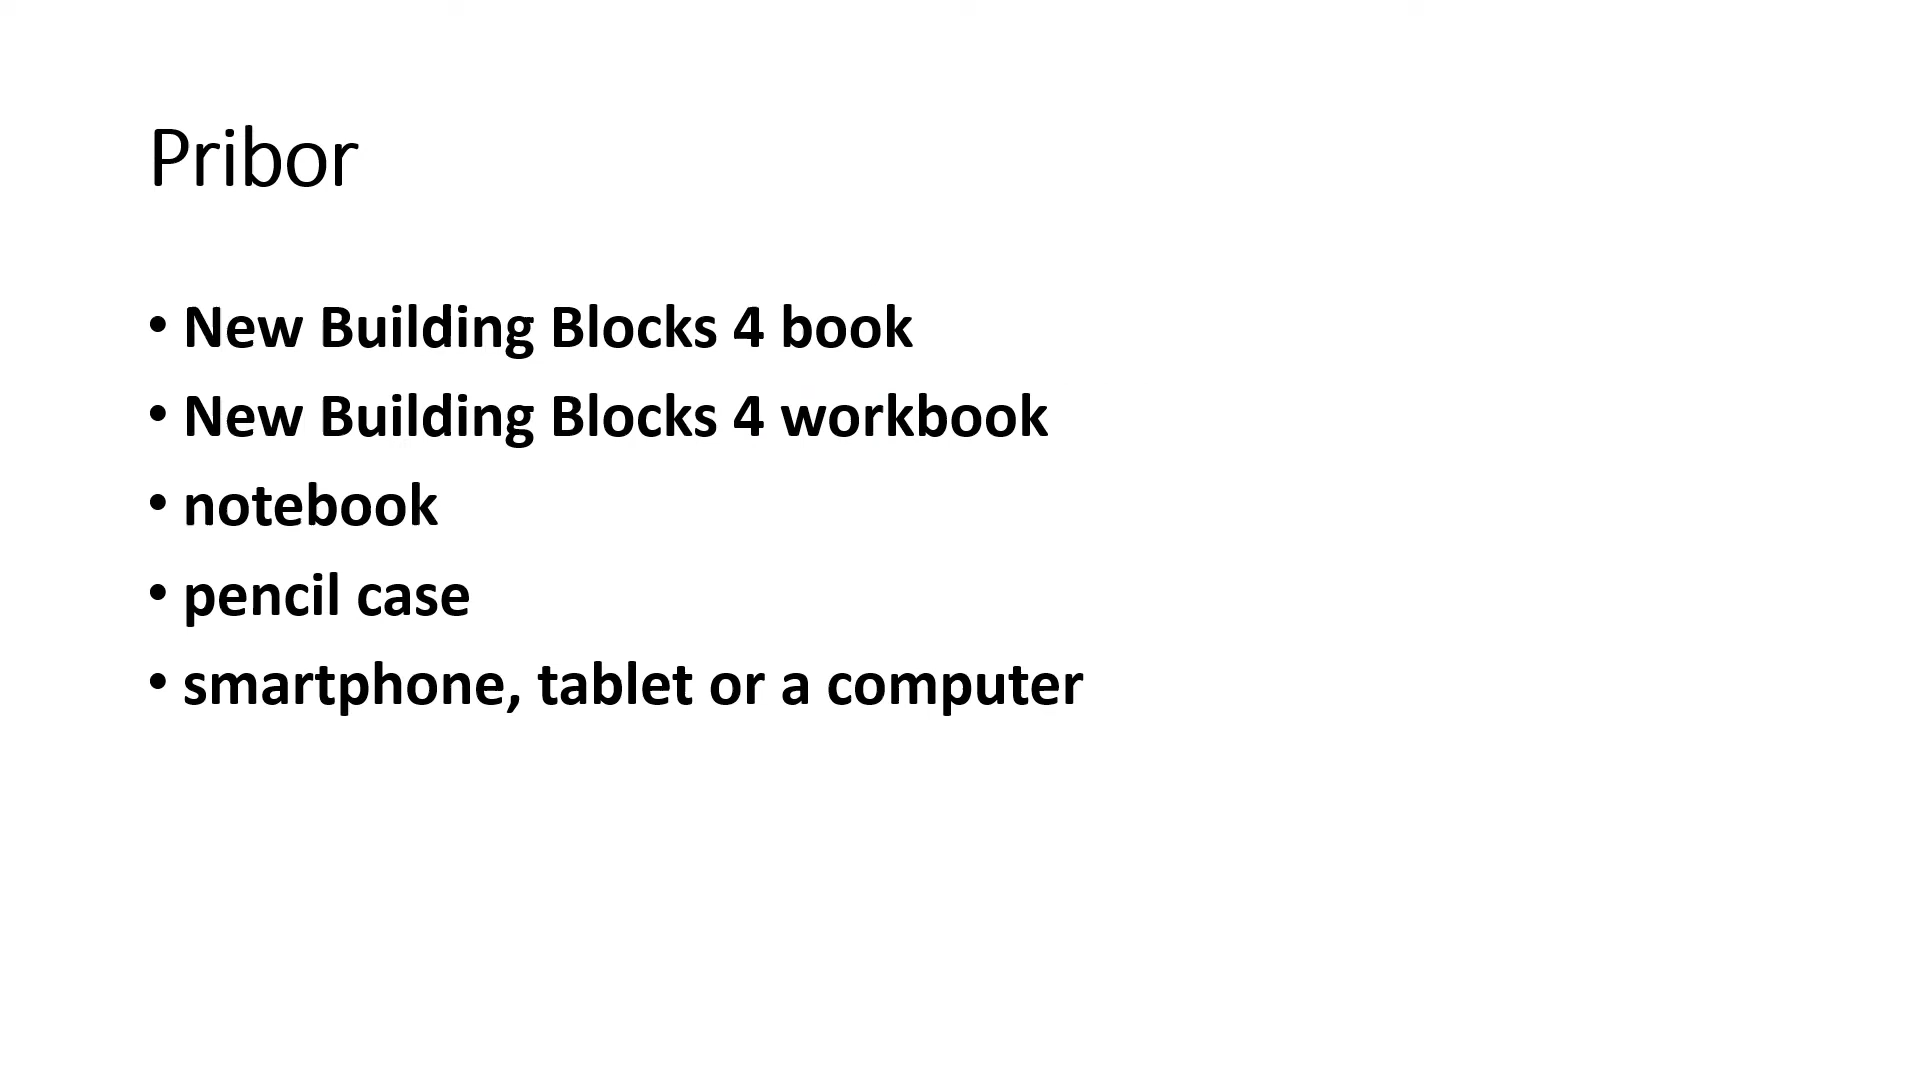 Pribor
• New Building Blocks 4 book
• New Building Blocks 4 workbook
• notebook
• pencil case
• smartphone, tablet or a computer